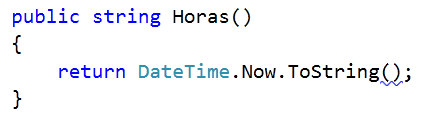 public string Horas()
{
    return DateTime.Now.ToString();
}